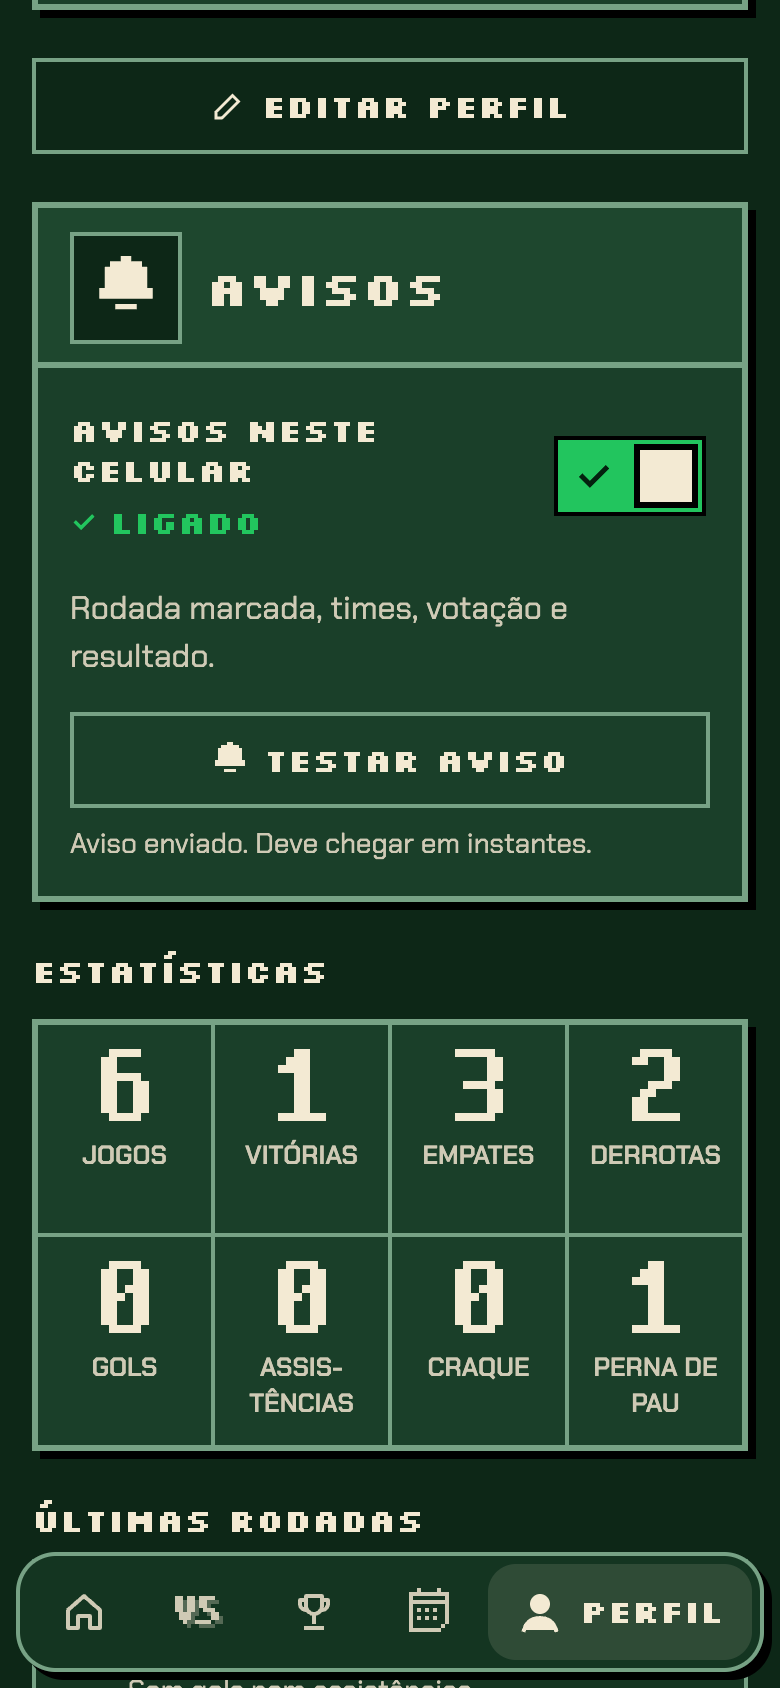 EDITAR PERFIL
AVISOS
AVISOS NESTE
CELULAR
LIGADO
Rodada marcada, times, votação e
resultado.
TESTAR AVISO
Aviso enviado. Deve chegar em instantes.
ESTATÍSTICAS
6 1 3 2
JOGOS VITÓRIAS EMPATES DERROTAS
0 0 0 1
GOLS ASSIS- CRAQUE PERNA DE
TÊNCIAS PAU
ÚLTIMAS RODADAS
VS PERFIL